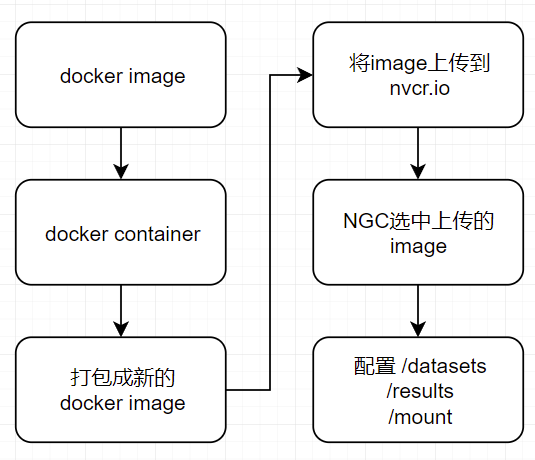 docker image
docker container
打包成新的
docker image
将image上传到
nvcr.io
NGC选中上传的
image
配置 /datasets
/results
/mount